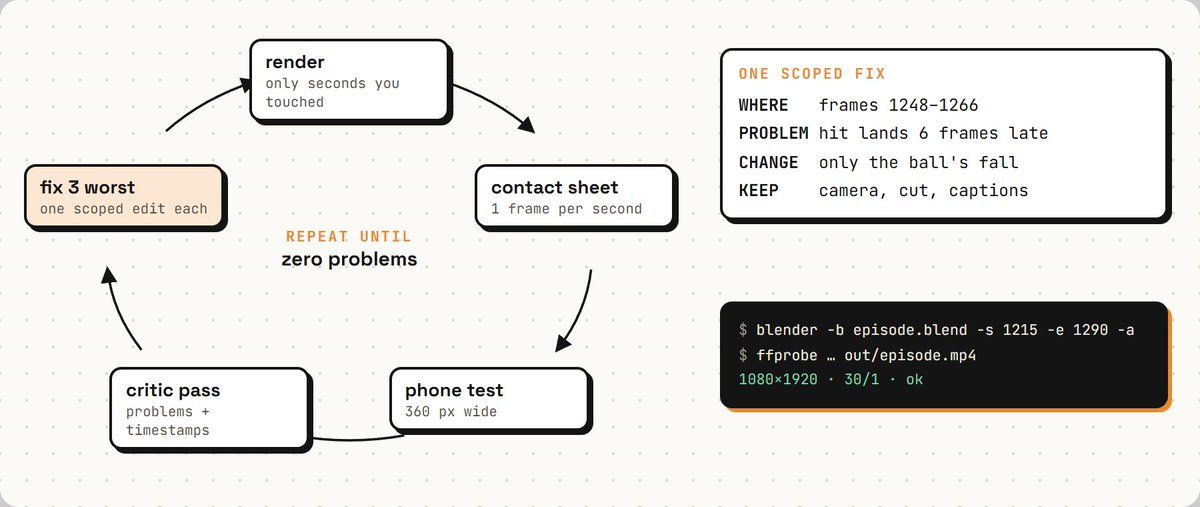 render
only seconds you
touched
fix 3 worst
one scoped edit each
contact sheet
1 frame per second
REPEAT UNTIL
zero problems
critic pass
problems +
timestamps
phone test
360 px wide
ONE SCOPED FIX
WHERE frames 1248–1266
PROBLEM hit lands 6 frames late
CHANGE only the ball's fall
KEEP camera, cut, captions
$ blender -b episode.blend -s 1215 -e 1290 -a
$ ffprobe … out/episode.mp4
1080×1920 · 30/1 · ok